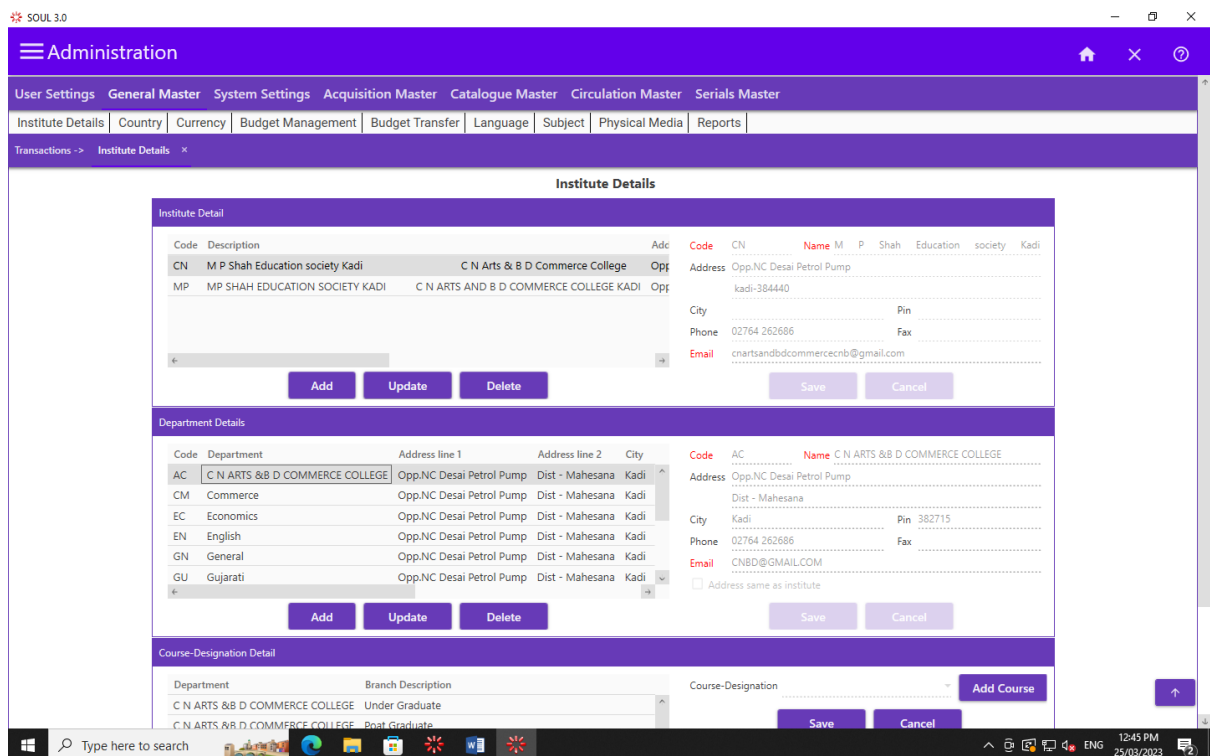 SOUL 3.0
Administration
User Settings General Master System Settings Acquisition Master Catalogue Master Circulation Master Serials Master
Institute Details Country Currency Budget Management Budget Transfer Language Subject Physical Media Reports
Transactions -> Institute Details ×
Institute Details
Institute Detail
Code Description Adc
CN M P Shah Education society Kadi C N Arts & B D Commerce College Opp
MP MP SHAH EDUCATION SOCIETY KADI C N ARTS AND B D COMMERCE COLLEGE KADI Opp
Add Update Delete
Code CN Name M P Shah Education society Kadi
Address Opp.NC Desai Petrol Pump
kadi-384440
City Pin
Phone 02764 262686 Fax
Email cnartsandbdcommercecnb@gmail.com
Save Cancel
Department Details
Code Department Address line 1 Address line 2 City
AC C N ARTS &B D COMMERCE COLLEGE Opp.NC Desai Petrol Pump Dist - Mahesana Kadi
CM Commerce Opp.NC Desai Petrol Pump Dist - Mahesana Kadi
EC Economics Opp.NC Desai Petrol Pump Dist - Mahesana Kadi
EN English Opp.NC Desai Petrol Pump Dist - Mahesana Kadi
GN General Opp.NC Desai Petrol Pump Dist - Mahesana Kadi
GU Gujarati Opp.NC Desai Petrol Pump Dist - Mahesana Kadi
Add Update Delete
Code AC Name C N ARTS &B D COMMERCE COLLEGE
Address Opp.NC Desai Petrol Pump
Dist - Mahesana
City Kadi Pin 382715
Phone 02764 262686 Fax
Email CNBD@GMAIL.COM
Address same as institute
Save Cancel
Course-Designation Detail
Department Branch Description
C N ARTS &B D COMMERCE COLLEGE Under Graduate
C N ARTS &B D COMMERCE COLLEGE Poat Graduate
Course-Designation Add Course
Save Cancel
Type here to search
ENG 12:45 PM
25/03/2023
2